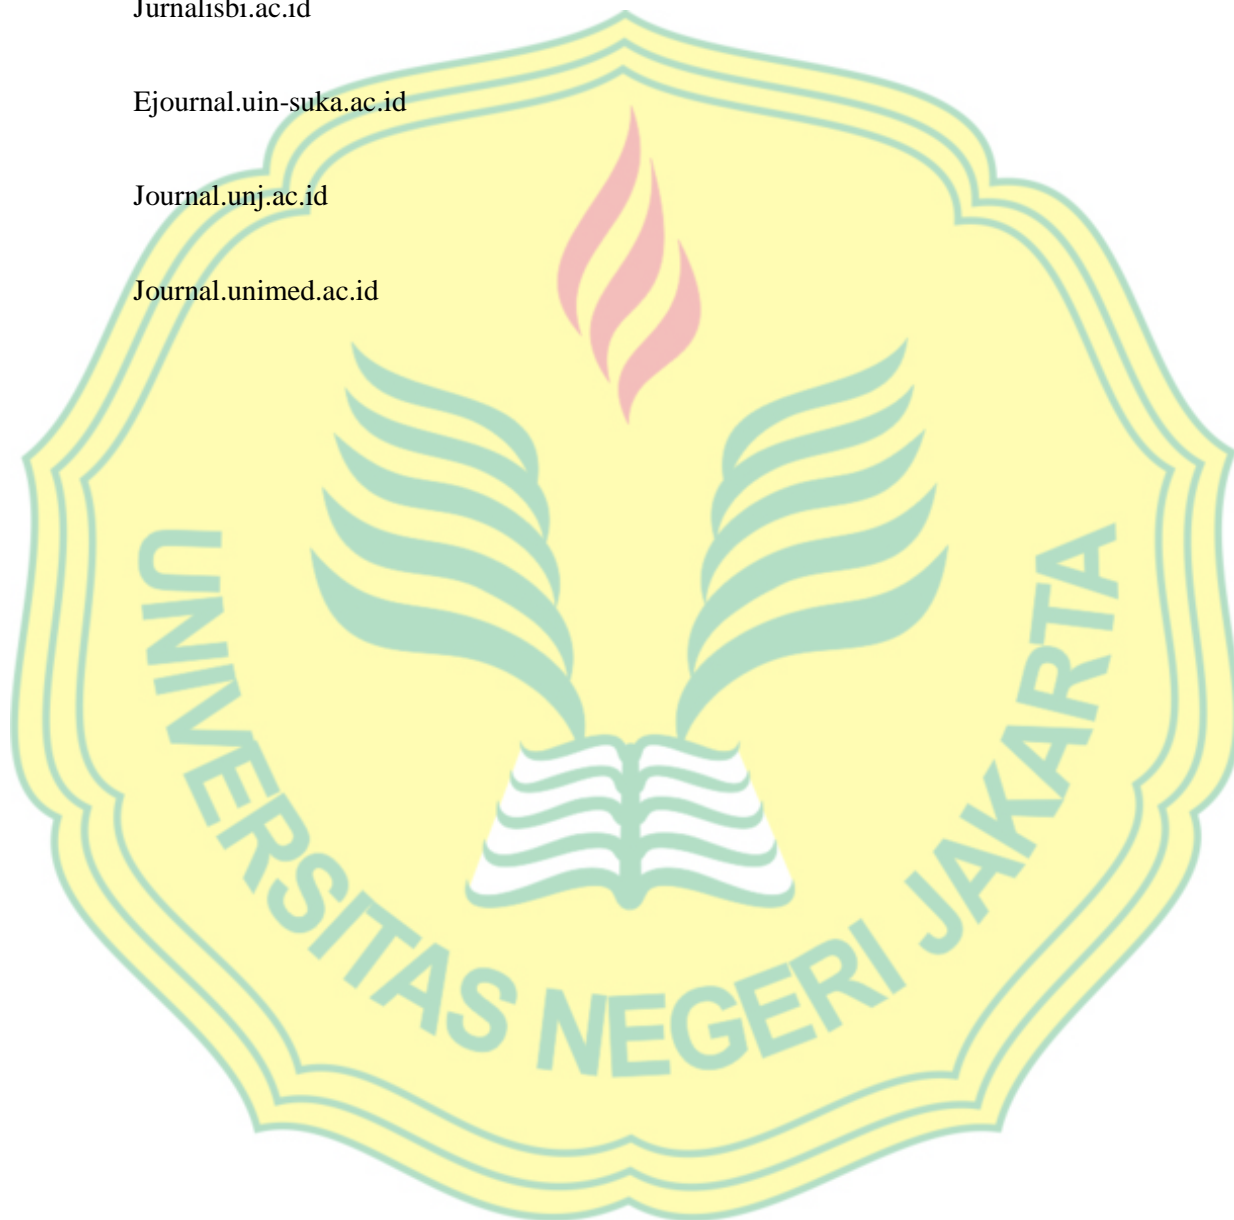 Jurnalisbi.ac.id
Ejournal.uin-suka.ac.id
Journal.unj.ac.id
Journal.unimed.ac.id
UNIVERSITAS NEGERI JAKARTA